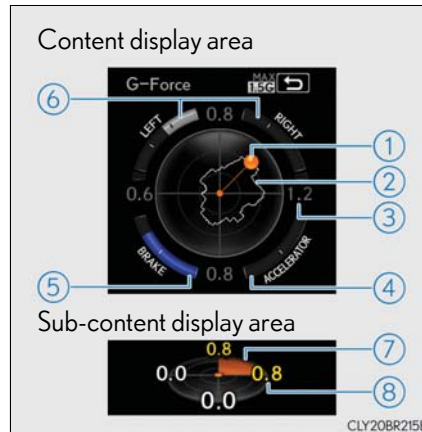 Content display area
G-Force
MAX
1.5G
6
LEFT
0.8
RIGHT
1
2
0.6
1.2
3
BRAKE
0.8
ACCELERATOR
5
4
Sub-content display area
0.8
7
0.0
0.8
8
0.0
CLY20BR215E